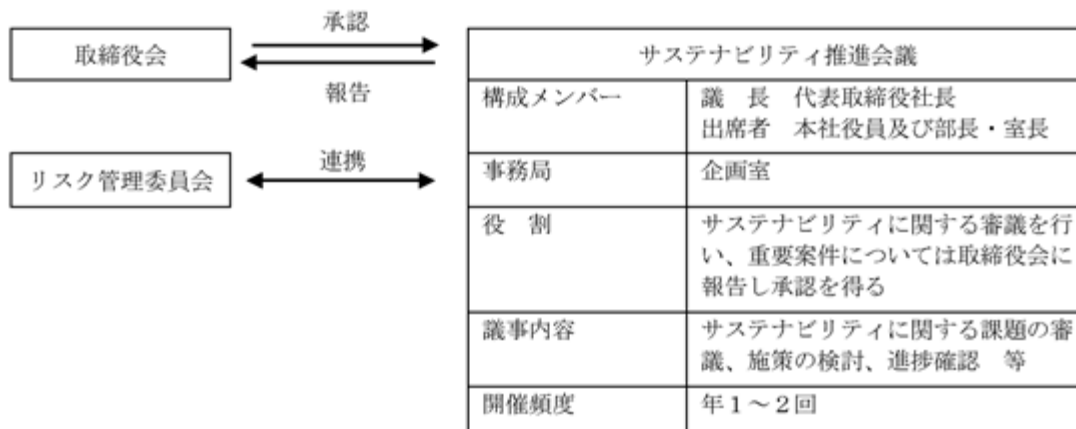 承認
取締役会
報告
連携
リスク管理委員会
サステナビリティ推進会議
構成メンバー
議　長　代表取締役社長
出席者　本社役員及び部長・室長
事務局
企画室
役　割
サステナビリティに関する審議を行
い、重要案件については取締役会に
報告し承認を得る
議事内容
サステナビリティに関する課題の審
議、施策の検討、進捗確認　等
開催頻度
年１～２回